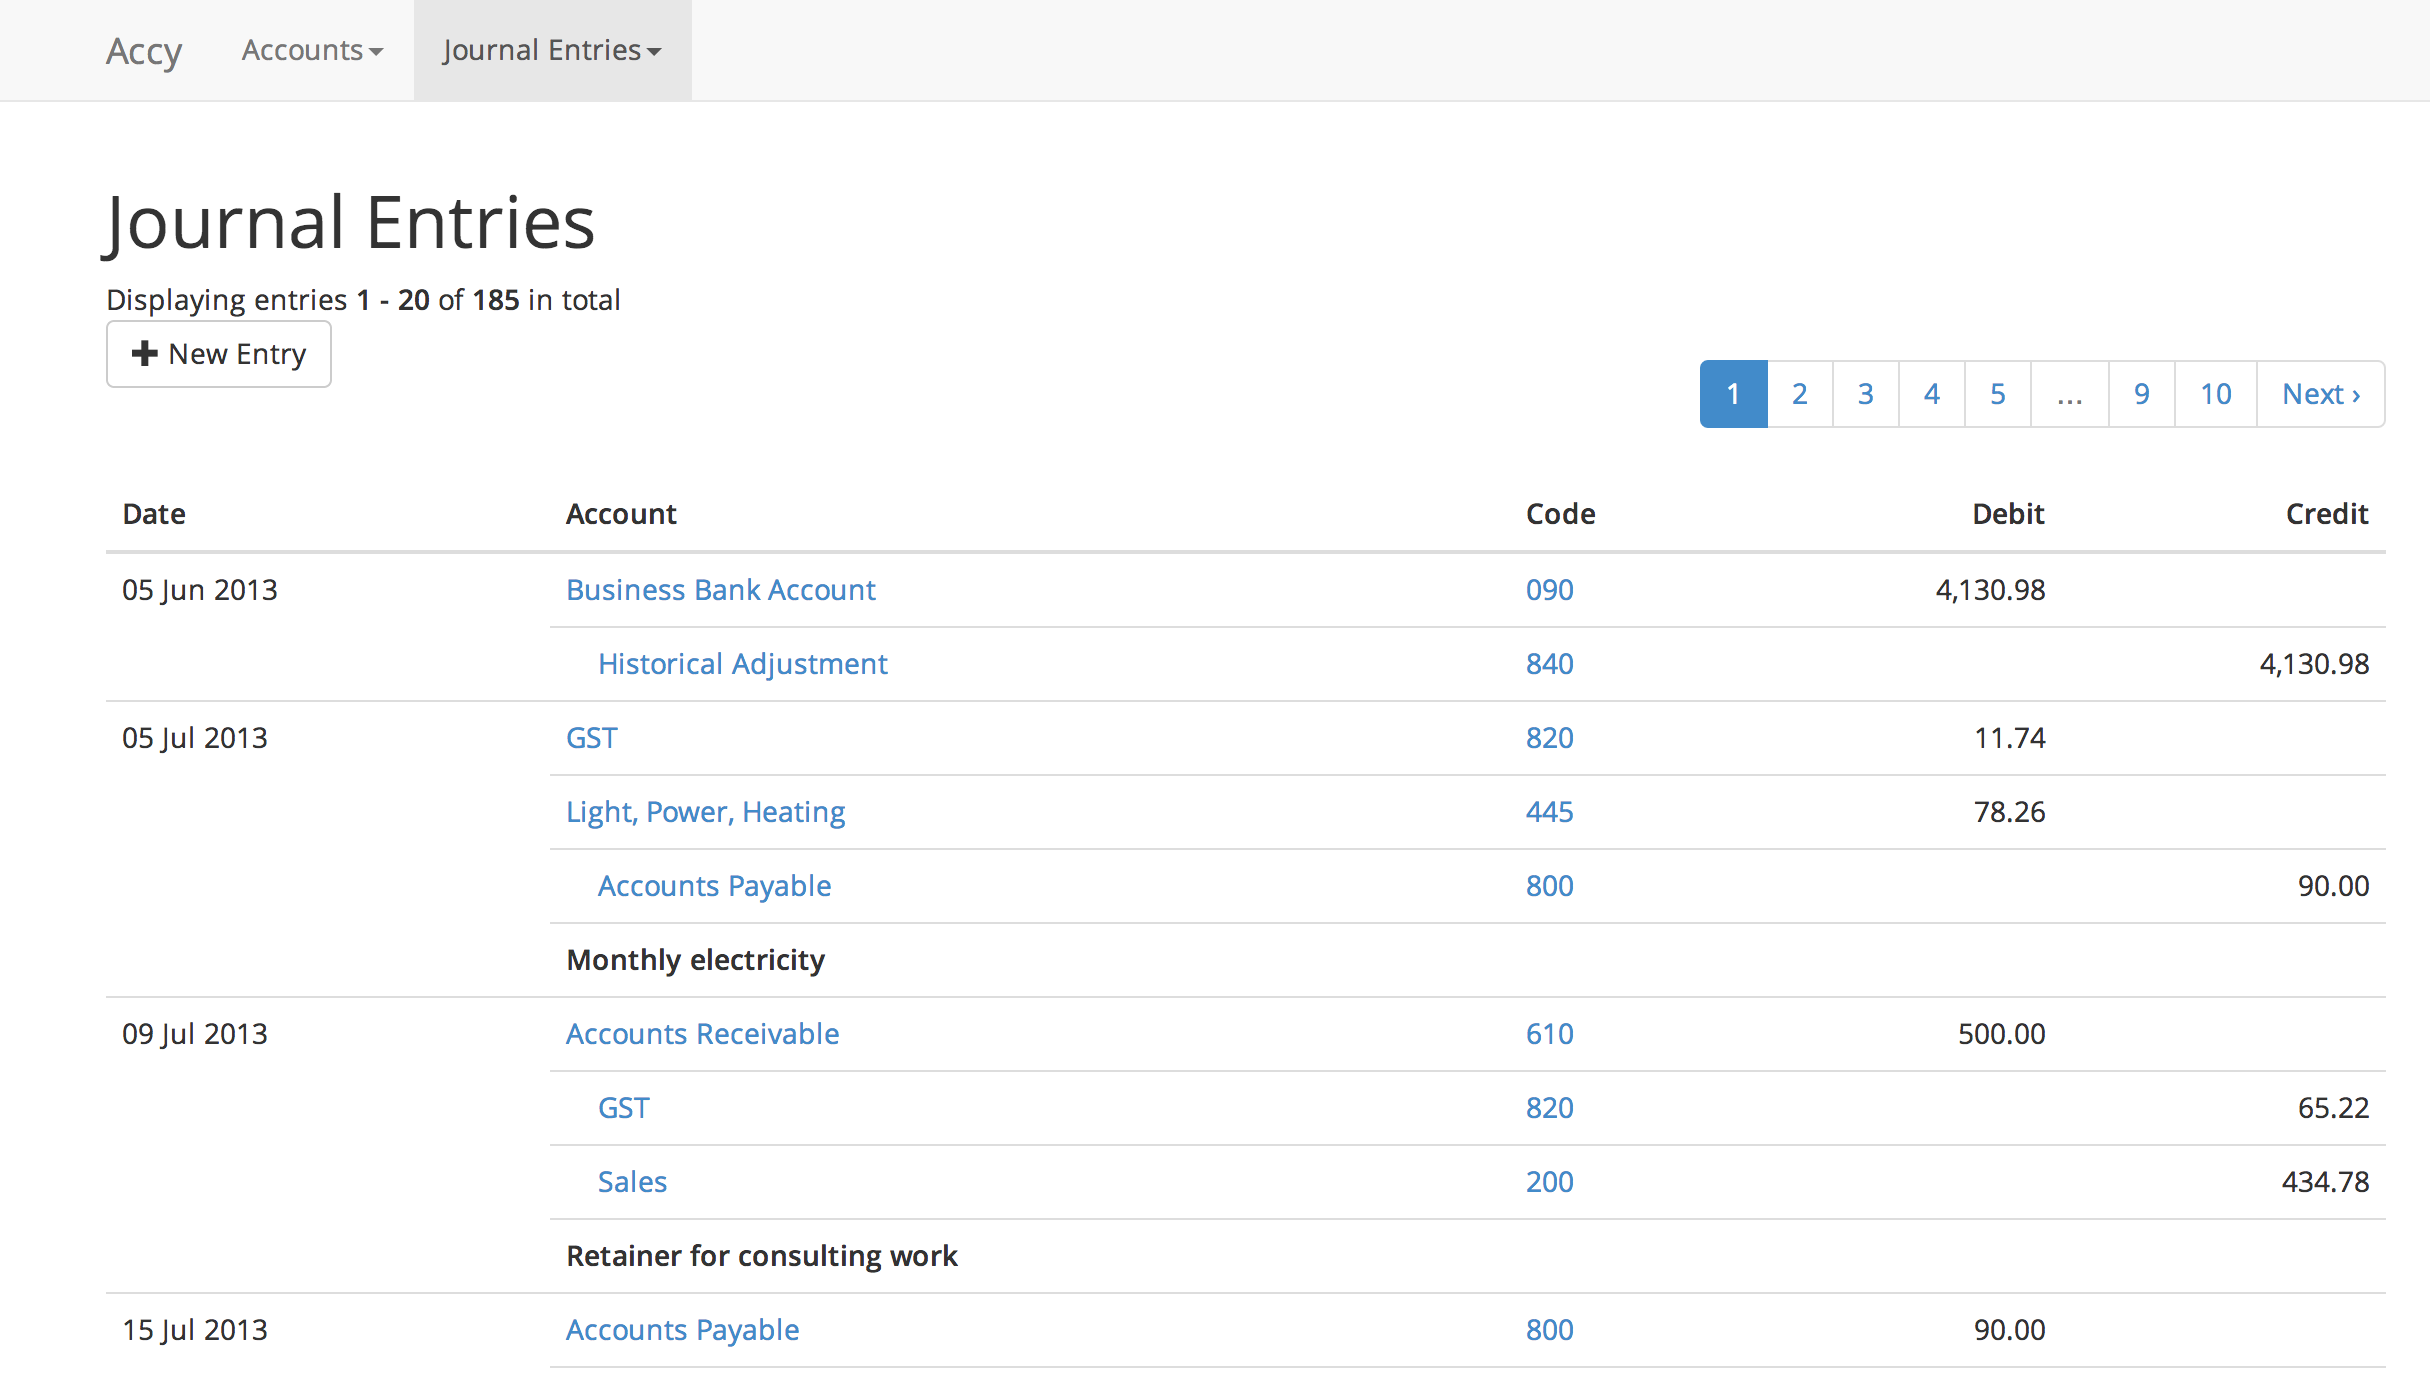 Accy Accounts Journal Entries
Journal Entries
Displaying entries 1 - 20 of 185 in total
New Entry
1 2 3 4 5 ... 9 10 Next ›
Date Account Code Debit Credit
05 Jun 2013 Business Bank Account 090 4,130.98
Historical Adjustment 840 4,130.98
05 Jul 2013 GST 820 11.74
Light, Power, Heating 445 78.26
Accounts Payable 800 90.00
Monthly electricity
09 Jul 2013 Accounts Receivable 610 500.00
GST 820 65.22
Sales 200 434.78
Retainer for consulting work
15 Jul 2013 Accounts Payable 800 90.00